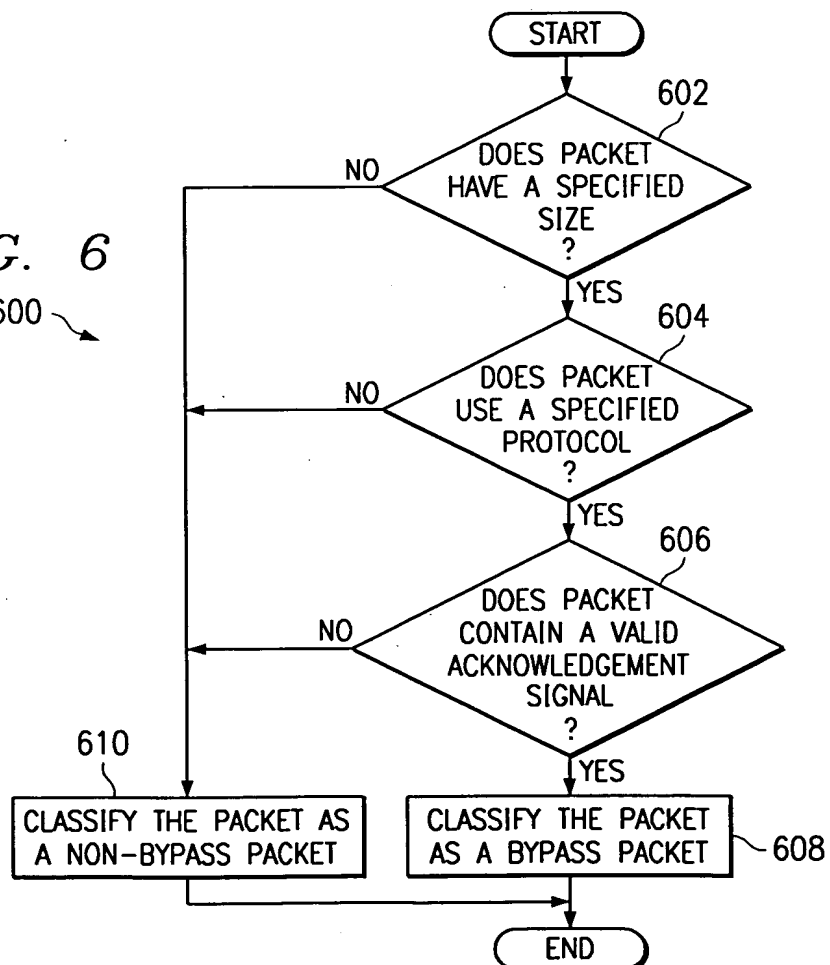 START
602
DOES PACKET
HAVE A SPECIFIED
SIZE
?
NO
YES
G. 6
600
604
DOES PACKET
USE A SPECIFIED
PROTOCOL
?
NO
YES
606
DOES PACKET
CONTAIN A VALID
ACKNOWLEDGEMENT
SIGNAL
?
NO
YES
610
CLASSIFY THE PACKET AS
A NON-BYPASS PACKET
CLASSIFY THE PACKET
AS A BYPASS PACKET
608
END